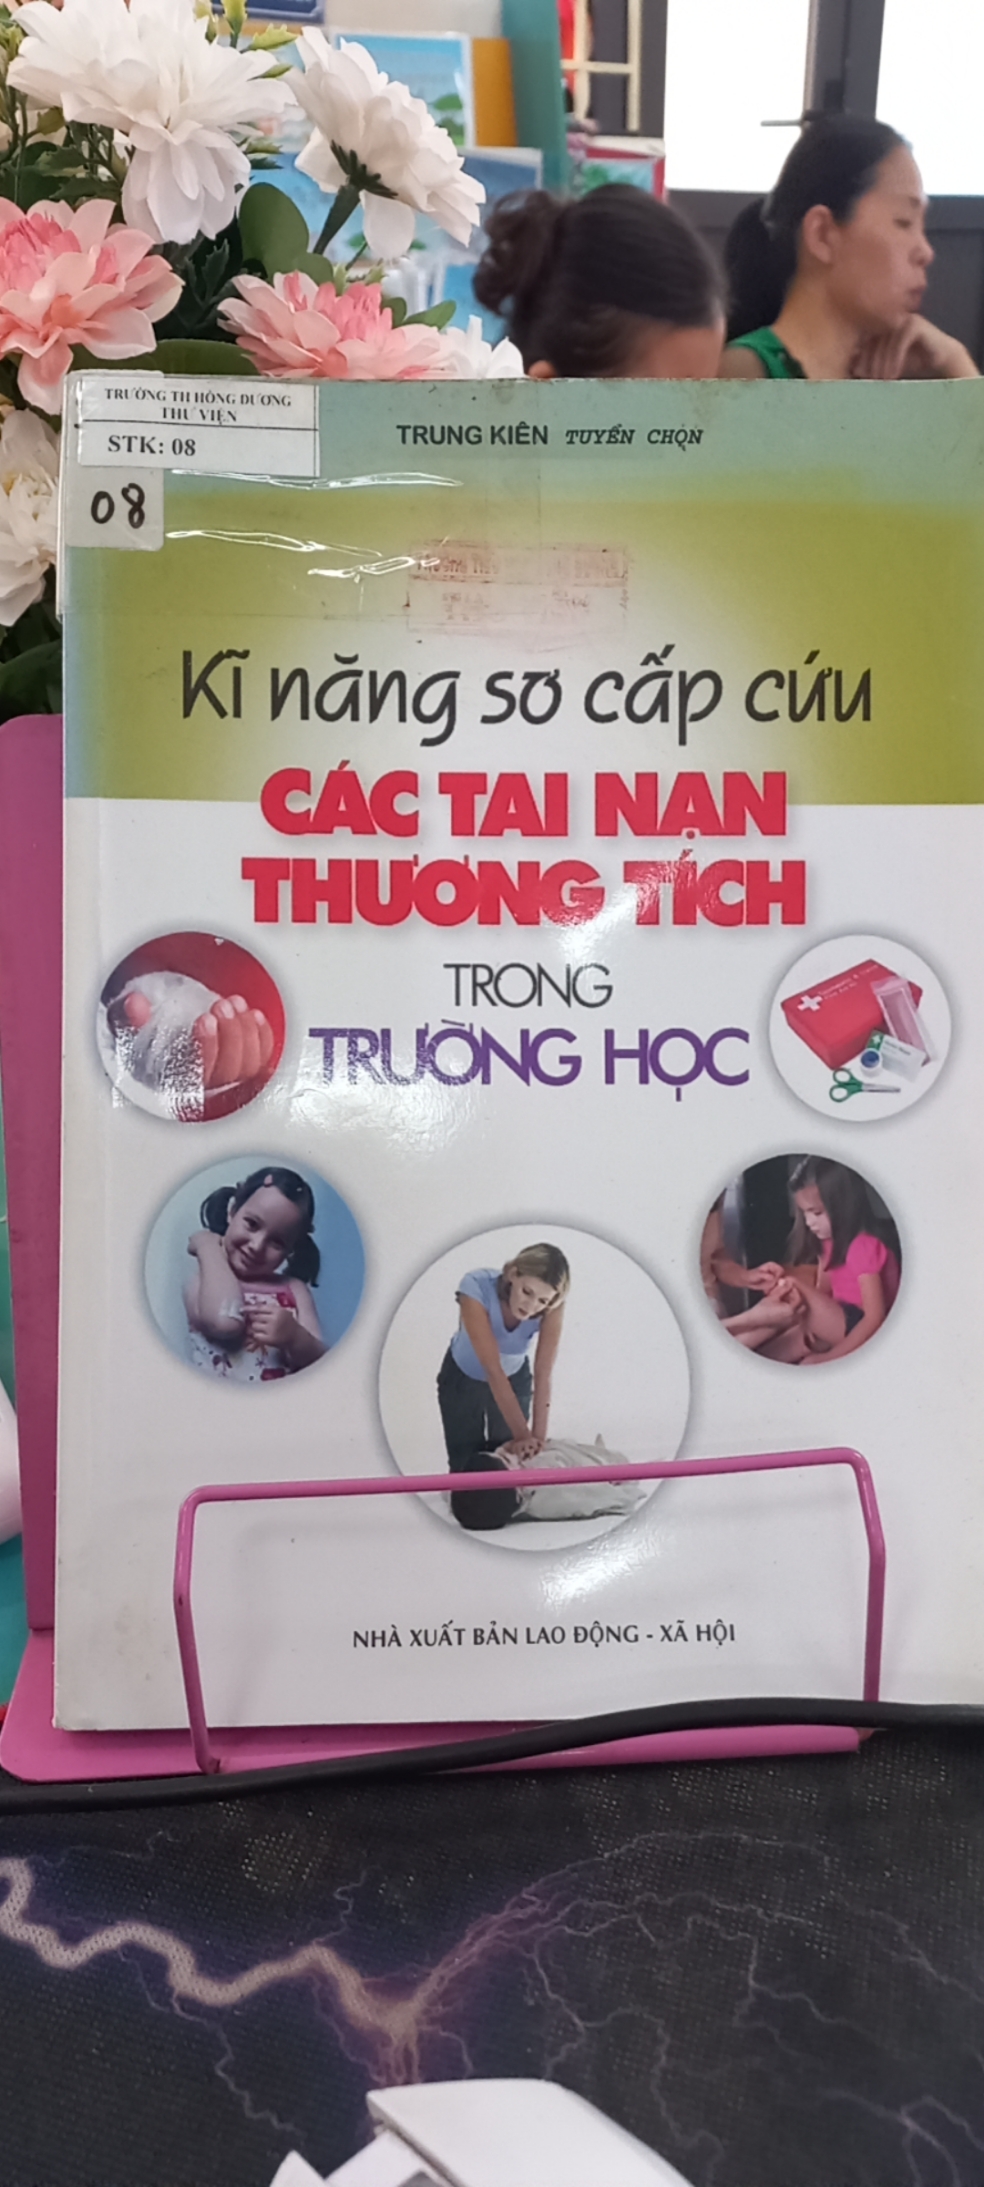 TRƯỜNG TH HỒNG DƯƠNG
THƯ VIỆN
STK: 08
08
TRUNG KIÊN TUYỂN CHỌN
Kĩ năng sơ cấp cứu
CÁC TAI NẠN
THƯƠNG TÍCH
TRONG
TRƯỜNG HỌC
NHÀ XUẤT BẢN LAO ĐỘNG - XÃ HỘI